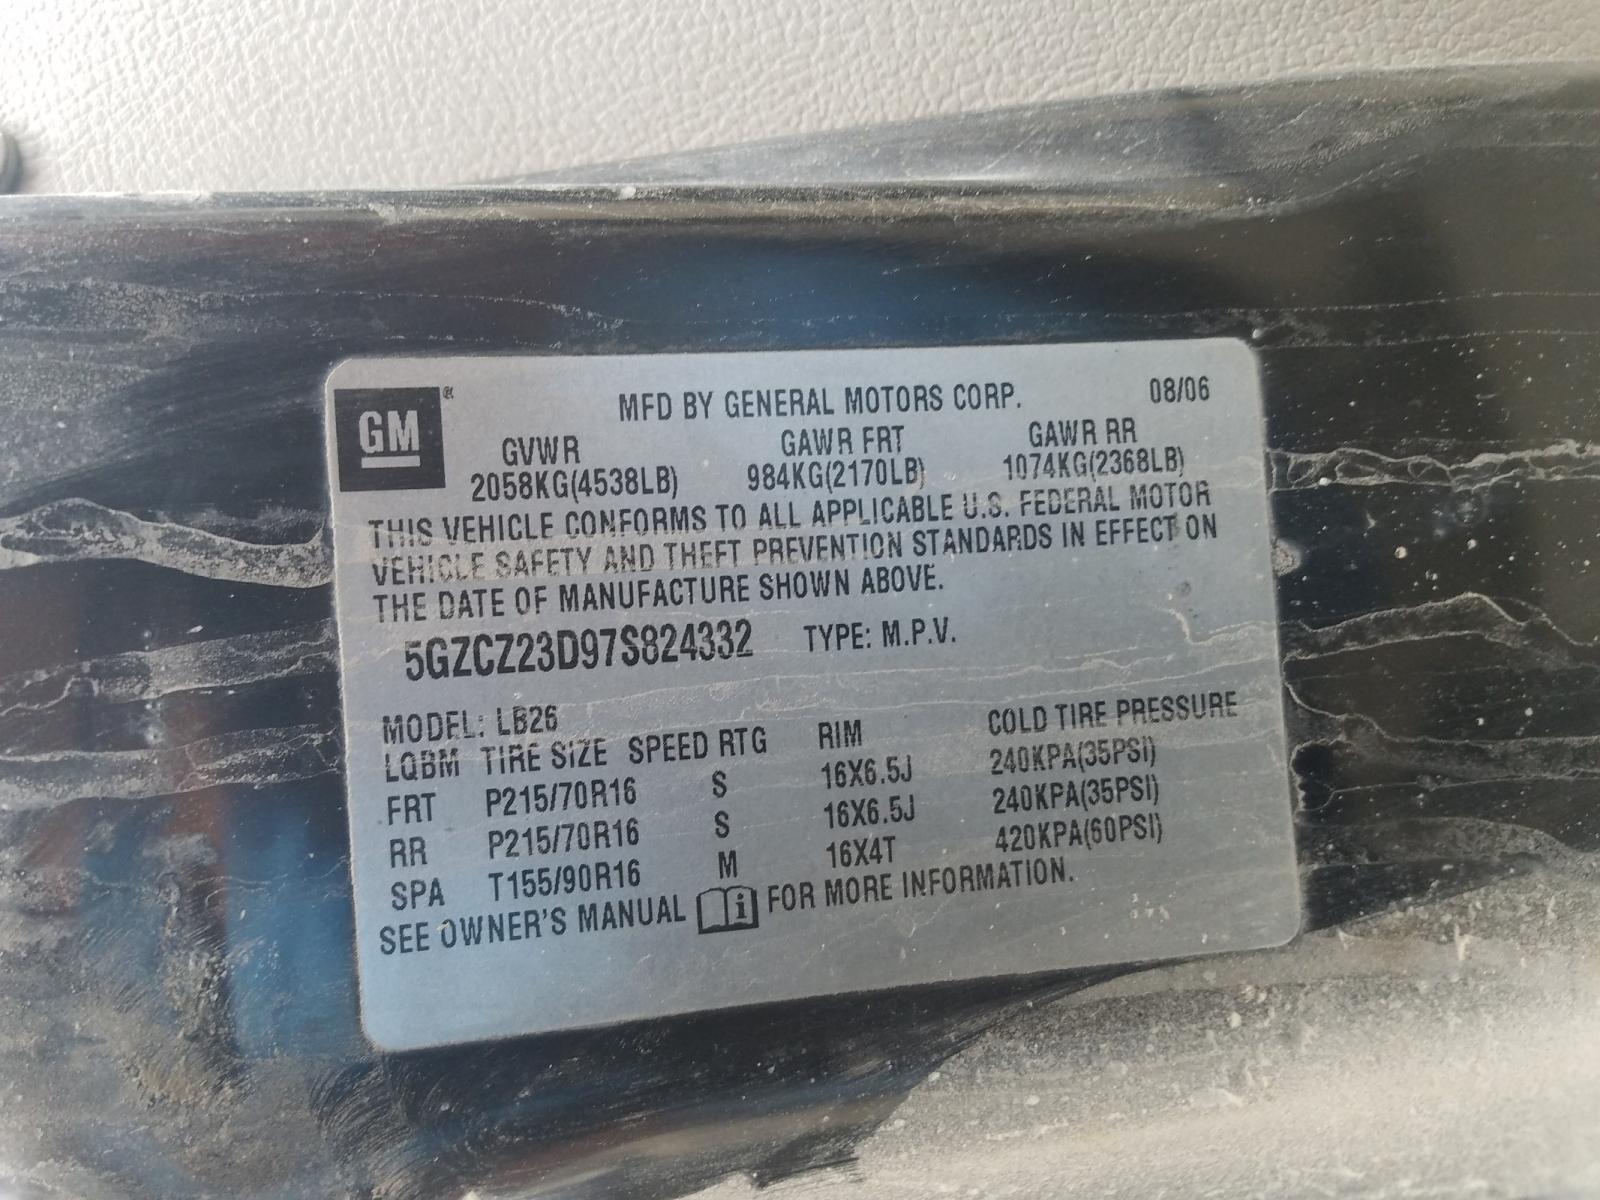 GM ® MFD BY GENERAL MOTORS CORP. 08/06
GVWR GAWR FRT GAWR RR
2058KG(4538LB) 984KG(2170LB) 1074KG(2368LB)
THIS VEHICLE CONFORMS TO ALL APPLICABLE U.S. FEDERAL MOTOR
VEHICLE SAFETY AND THEFT PREVENTION STANDARDS IN EFFECT ON
THE DATE OF MANUFACTURE SHOWN ABOVE.
5GZCZ23D97S824332 TYPE: M.P.V.
MODEL: LB26
LQBM TIRE SIZE SPEED RTG RIM COLD TIRE PRESSURE
FRT P215/70R16 S 16X6.5J 240KPA(35PSI)
RR P215/70R16 S 16X6.5J 240KPA(35PSI)
SPA T155/90R16 M 16X4T 420KPA(60PSI)
SEE OWNER'S MANUAL i FOR MORE INFORMATION.